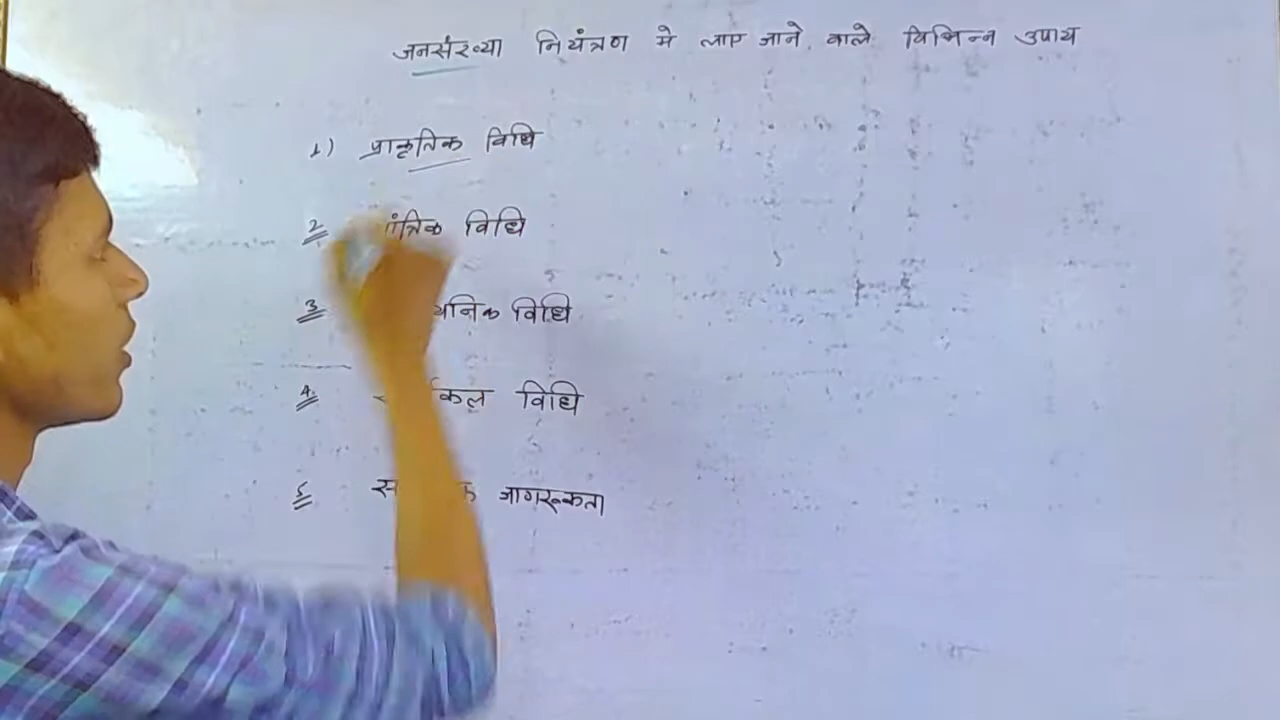 जनसंख्या नियंत्रण मे लाए जाने वाले विभिन्न उपाय
1) प्राकृतिक विधि
2 विधि
3 विधि
4. विधि
5 जागरूकता